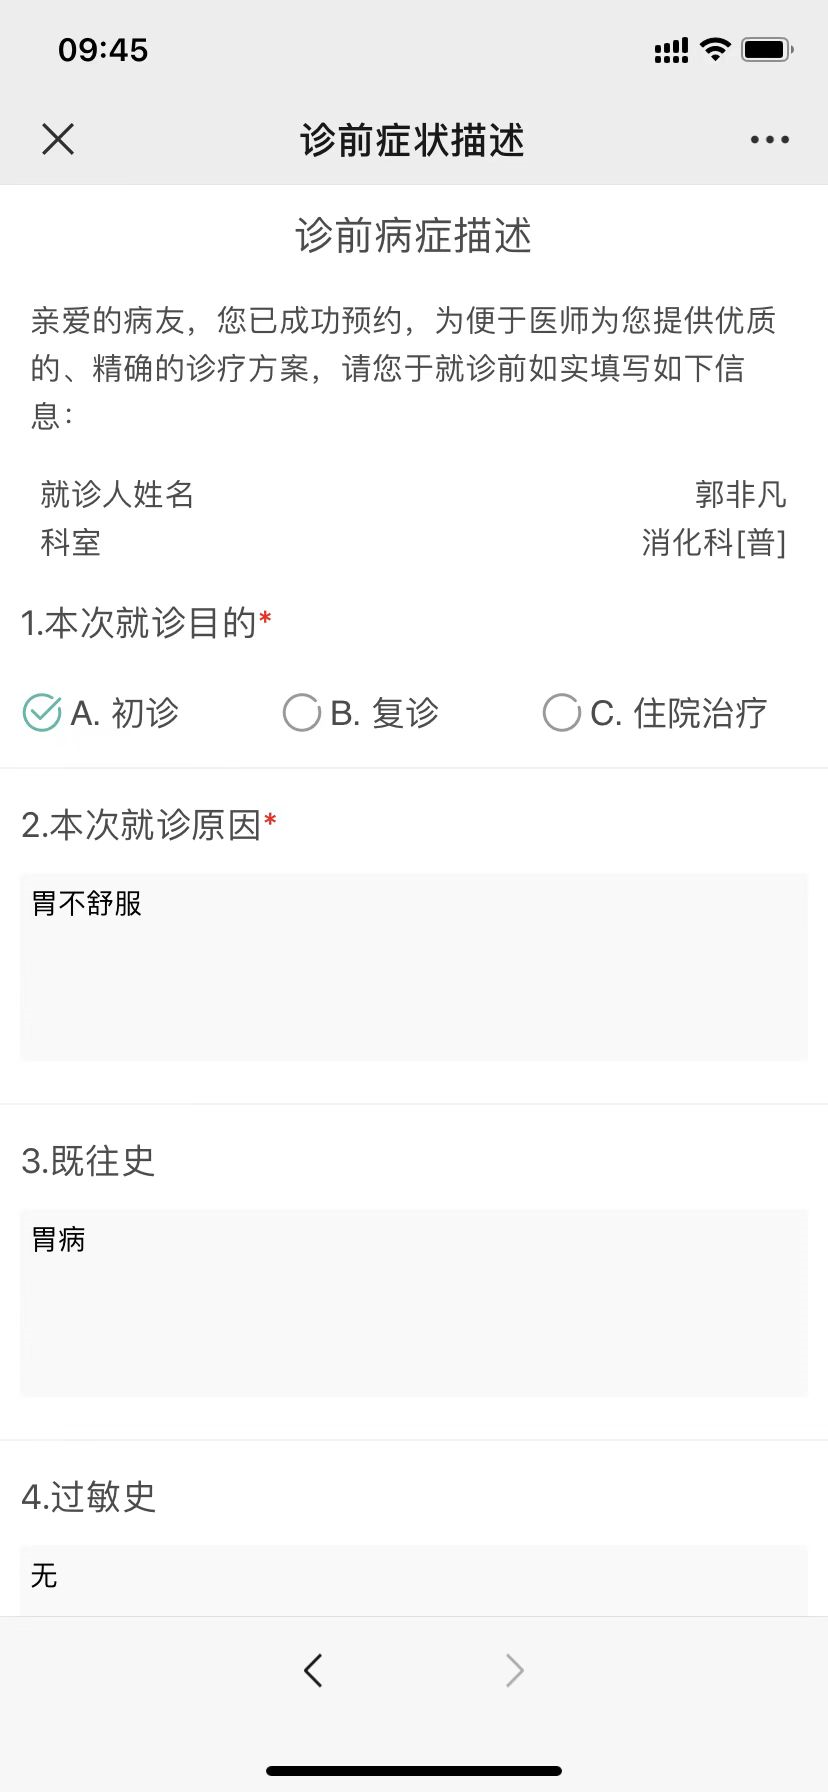 09:45
诊前症状描述
诊前病症描述
亲爱的病友，您已成功预约，为便于医师为您提供优质
的、精确的诊疗方案，请您于就诊前如实填写如下信
息：
就诊人姓名 郭非凡
科室 消化科[普]
1.本次就诊目的*
A. 初诊 B. 复诊 C. 住院治疗
2.本次就诊原因*
胃不舒服
3.既往史
胃病
4.过敏史
无